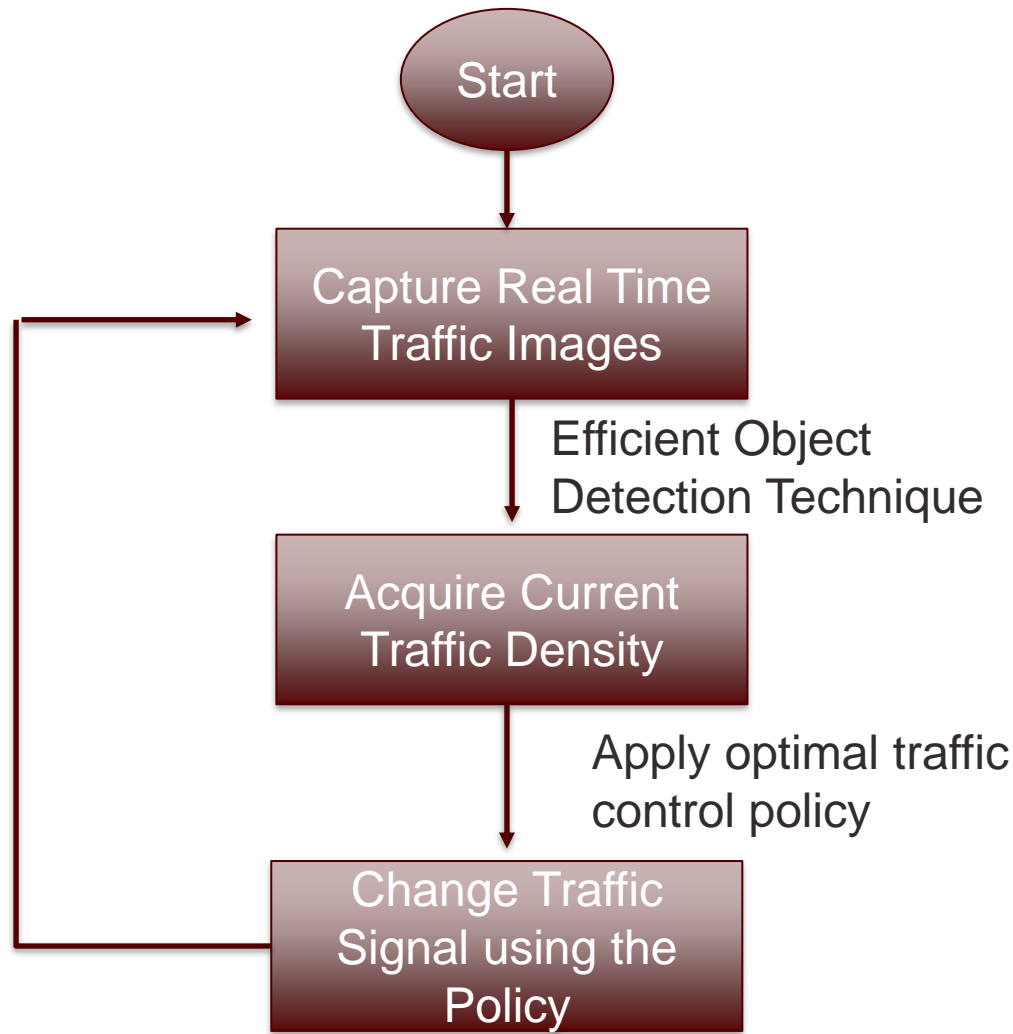 Start
Capture Real Time
Traffic Images
Efficient Object
Detection Technique
Acquire Current
Traffic Density
Apply optimal traffic
control policy
Change Traffic
Signal using the
Policy